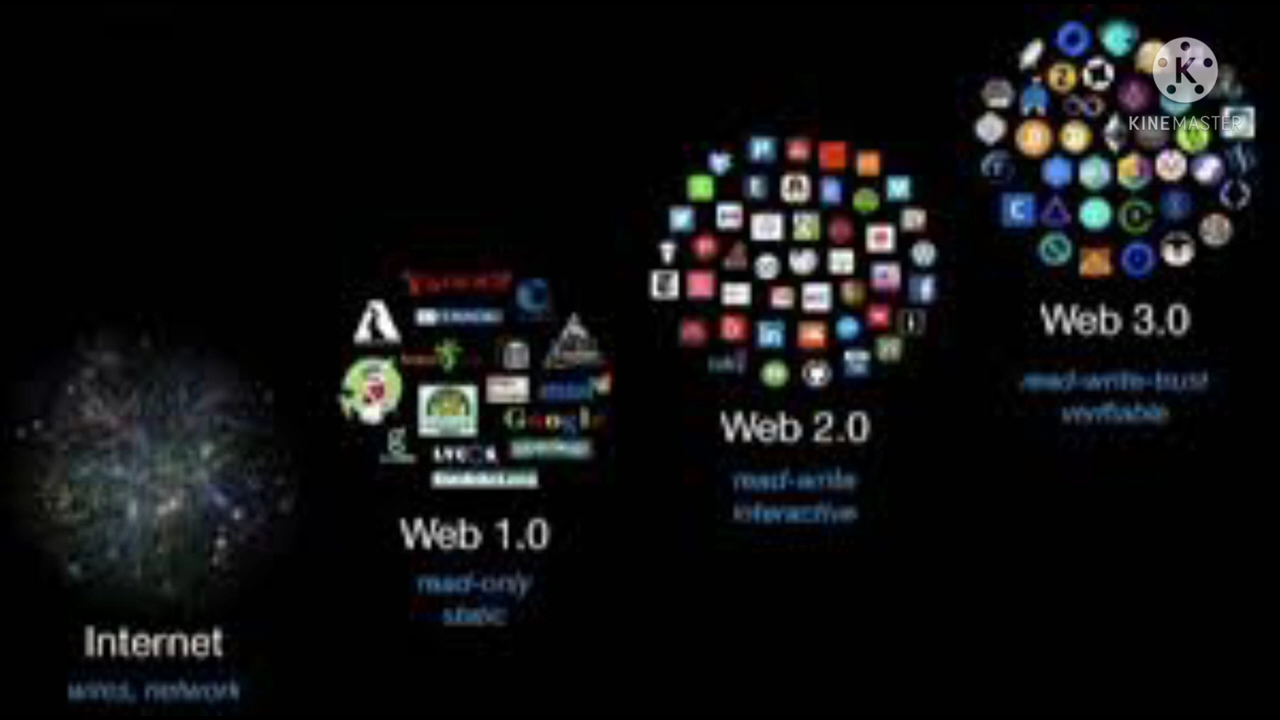 KINEMASTER
Google
Web 3.0
read-write-trust
verifiable
Web 2.0
read-write
interactive
Web 1.0
read-only
static
Internet
wires, network